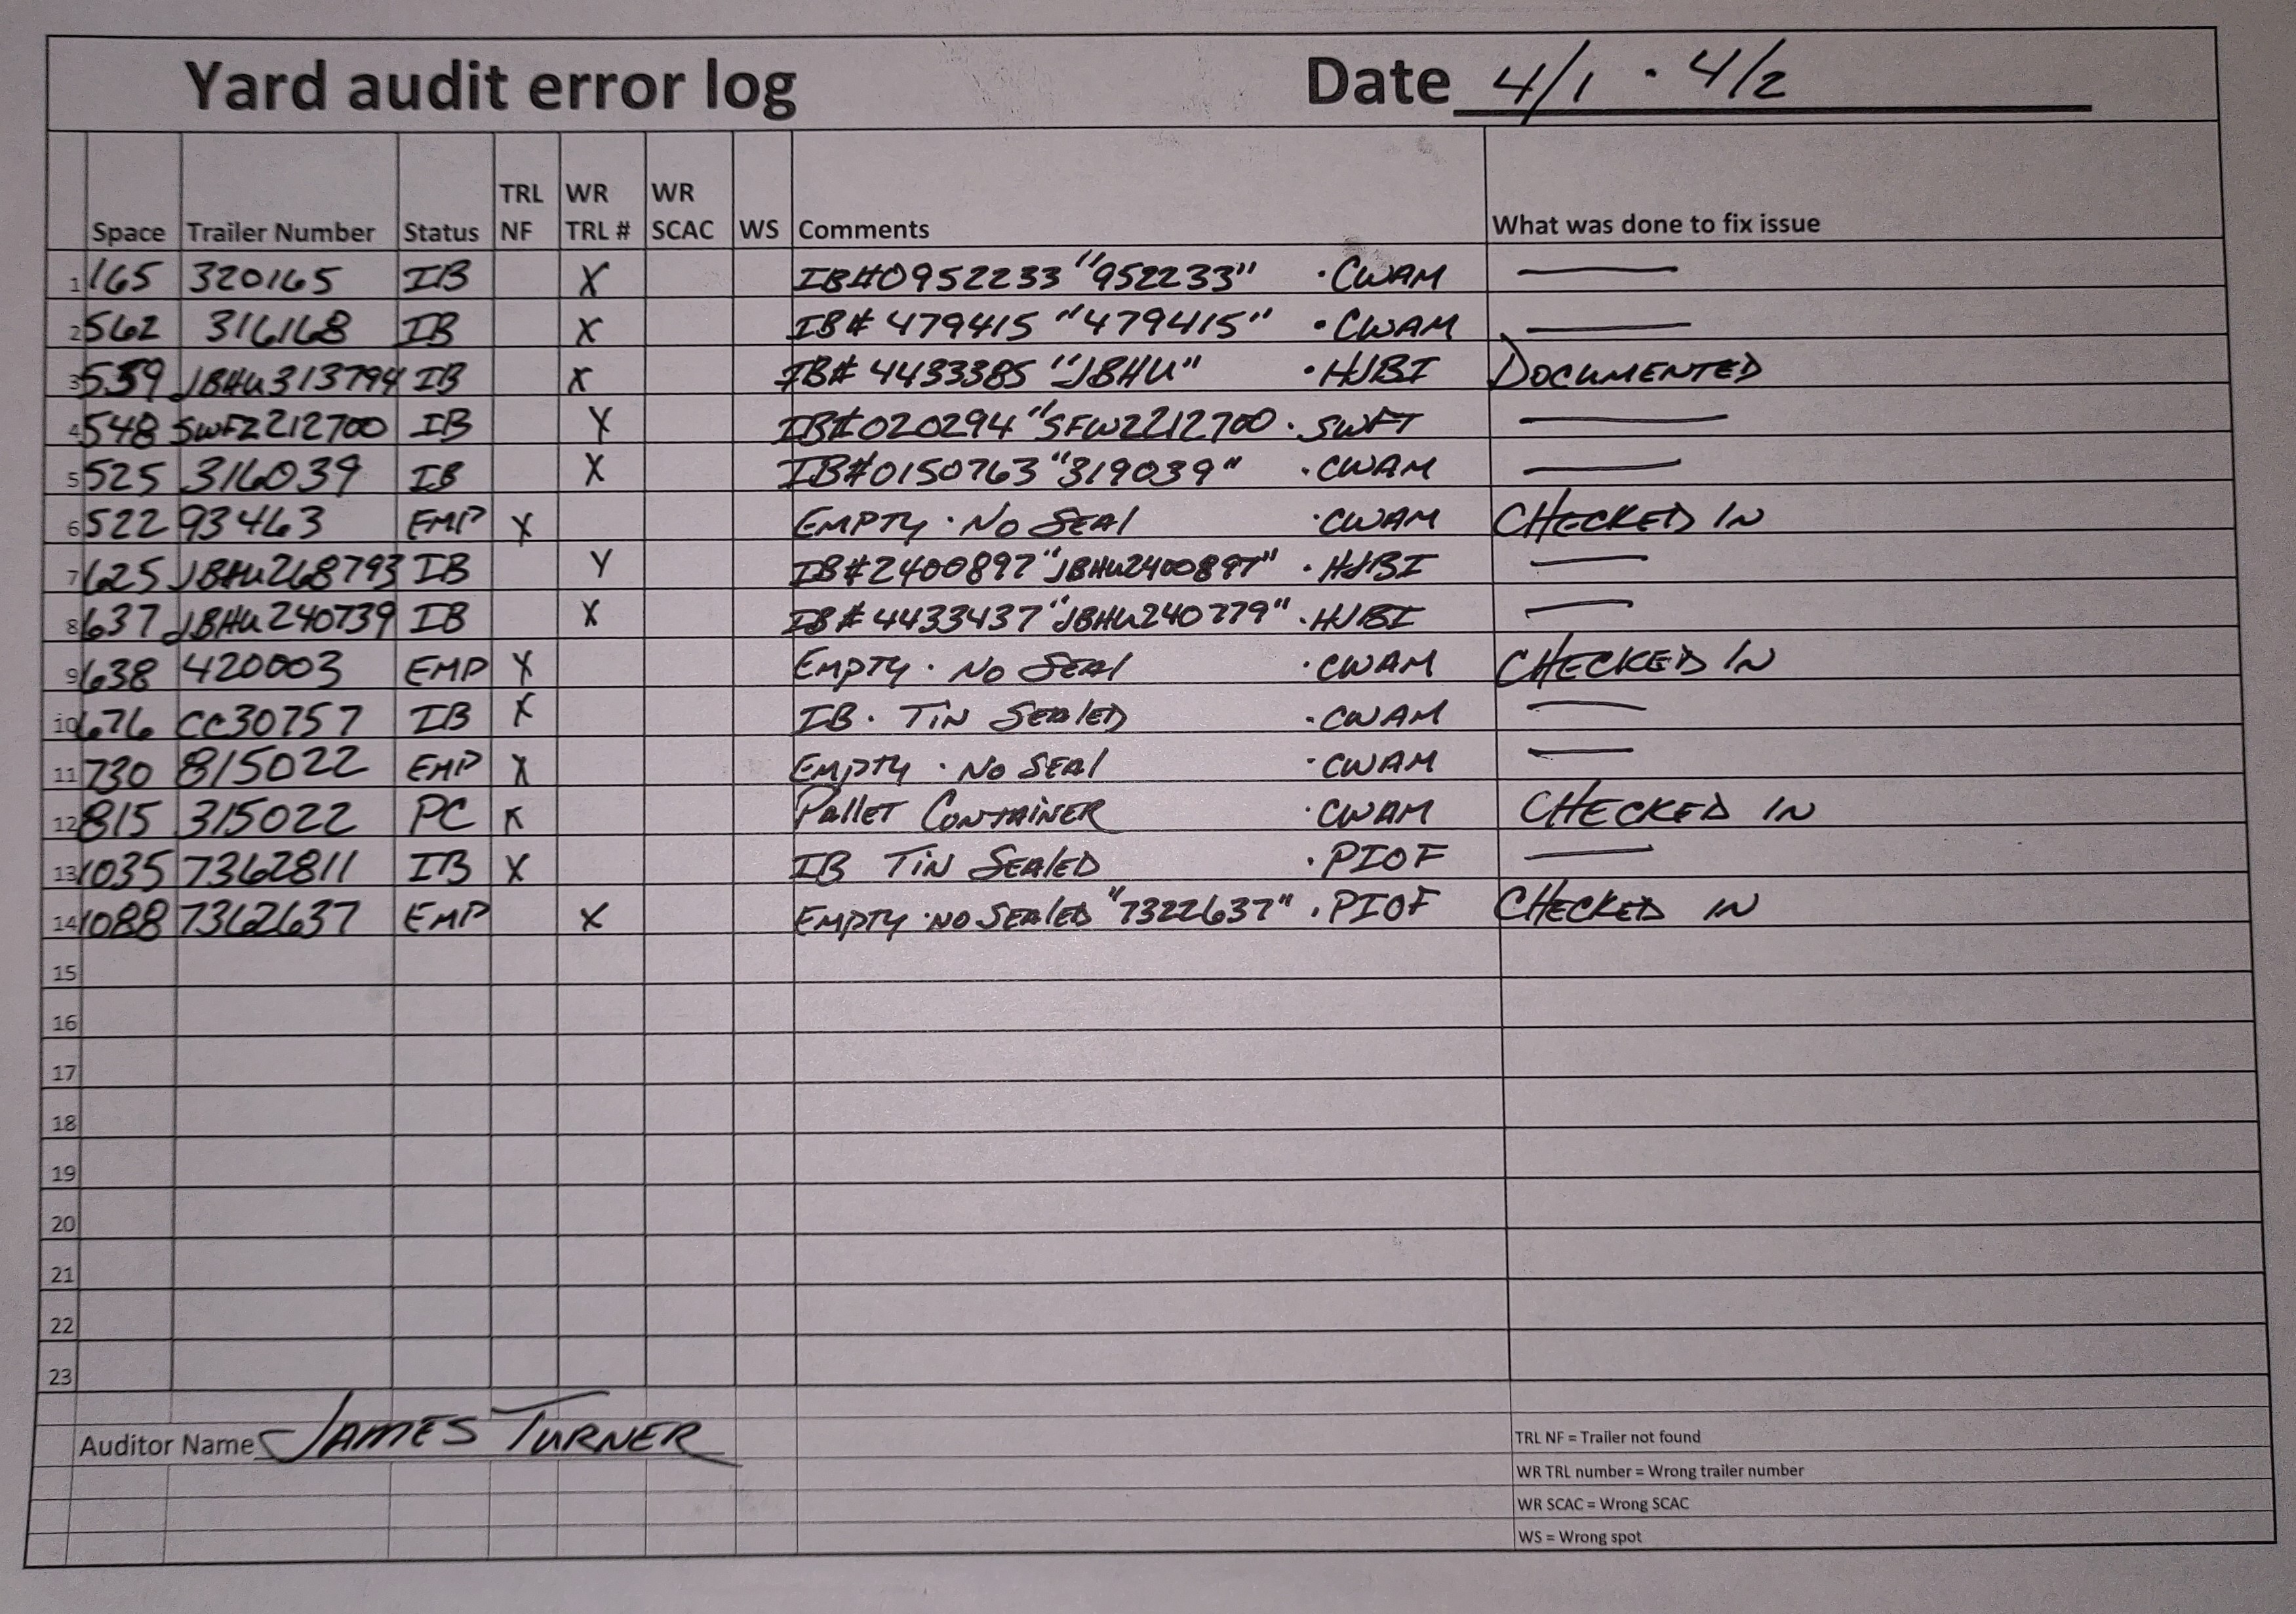 Yard audit error log Date 4/1 · 4/2
Space Trailer Number Status TRL NF WR TRL # WR SCAC WS Comments What was done to fix issue
1 165 320165 IB X IB#0952233 "952233" · CWAM —
2 562 316168 IB X IB# 479415 "479415" · CWAM —
3 559 JBHU313794 IB X IB# 4433385 "JBHU" · HJBI DOCUMENTED
4 548 SWFZ212700 IB X IB#020294 "SFWZ212700 · SWFT —
5 525 316039 IB X IB#0150763 "319039" · CWAM —
6 522 93463 EMP X EMPTY · NO SEAL · CWAM CHECKED IN
7 625 JBHU268793 IB X IB#2400897 "JBHU2400897" · HJBI —
8 637 JBHU240739 IB X IB# 4433437 "JBHU240779" · HJBI —
9 638 420003 EMP X EMPTY · NO SEAL · CWAM CHECKED IN
10 676 CC30757 IB X IB · TIN SEALED · CWAM —
11 730 815022 EMP X EMPTY · NO SEAL · CWAM —
12 815 315022 PC X PALLET CONTAINER · CWAM CHECKED IN
13 1035 7362811 IB X IB TIN SEALED · PIOF —
14 1088 7362637 EMP X EMPTY · NO SEALED "7322637" · PIOF CHECKED IN
15
16
17
18
19
20
21
22
23
Auditor Name JAMES TURNER
TRL NF = Trailer not found
WR TRL number = Wrong trailer number
WR SCAC = Wrong SCAC
WS = Wrong spot